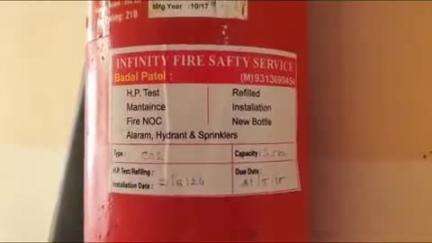 Mfg Year : 10/17
INFINITY FIRE SAFTY SERVICE
Badal Patel :
(M) 9313695454
H.P. Test
Refilled
Mantaince
Installation
Fire NOC
New Bottle
Alaram, Hydrant & Sprinklers
Type :
Capacity :
H.P. Test/Refilling :
Due Date :
Installation Date :